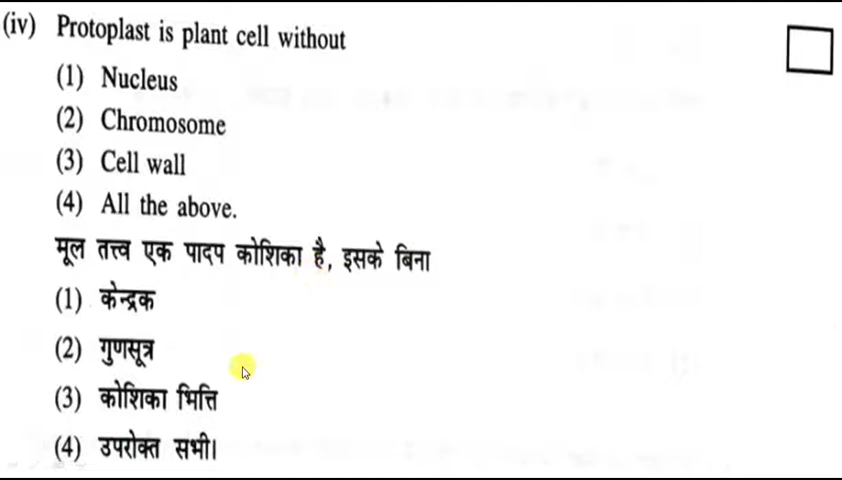 (iv) Protoplast is plant cell without
(1) Nucleus
(2) Chromosome
(3) Cell wall
(4) All the above.
मूल तत्त्व एक पादप कोशिका है, इसके बिना
(1) केन्द्रक
(2) गुणसूत्र
(3) कोशिका भित्ति
(4) उपरोक्त सभी।